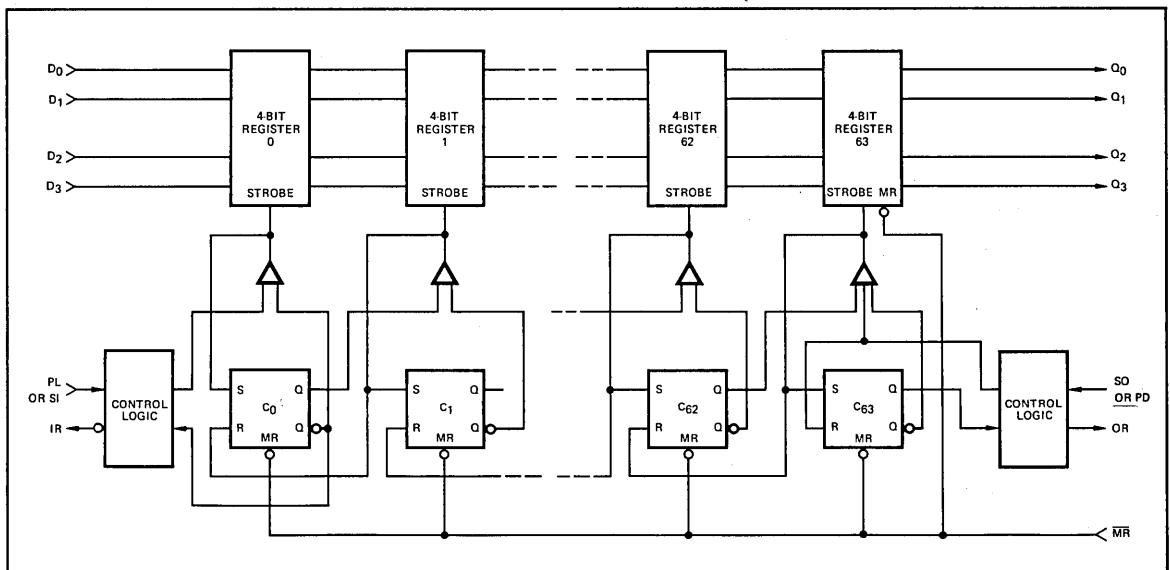 D0
D1
D2
D3
4-BIT
REGISTER
0
STROBE
4-BIT
REGISTER
1
STROBE
4-BIT
REGISTER
62
STROBE
4-BIT
REGISTER
63
STROBE MR
Q0
Q1
Q2
Q3
PL
OR SI
IR
CONTROL
LOGIC
S Q
C0
R Q
MR
S Q
C1
R Q
MR
S Q
C62
R Q
MR
S Q
C63
R Q
MR
CONTROL
LOGIC
SO
OR PD
OR
MR